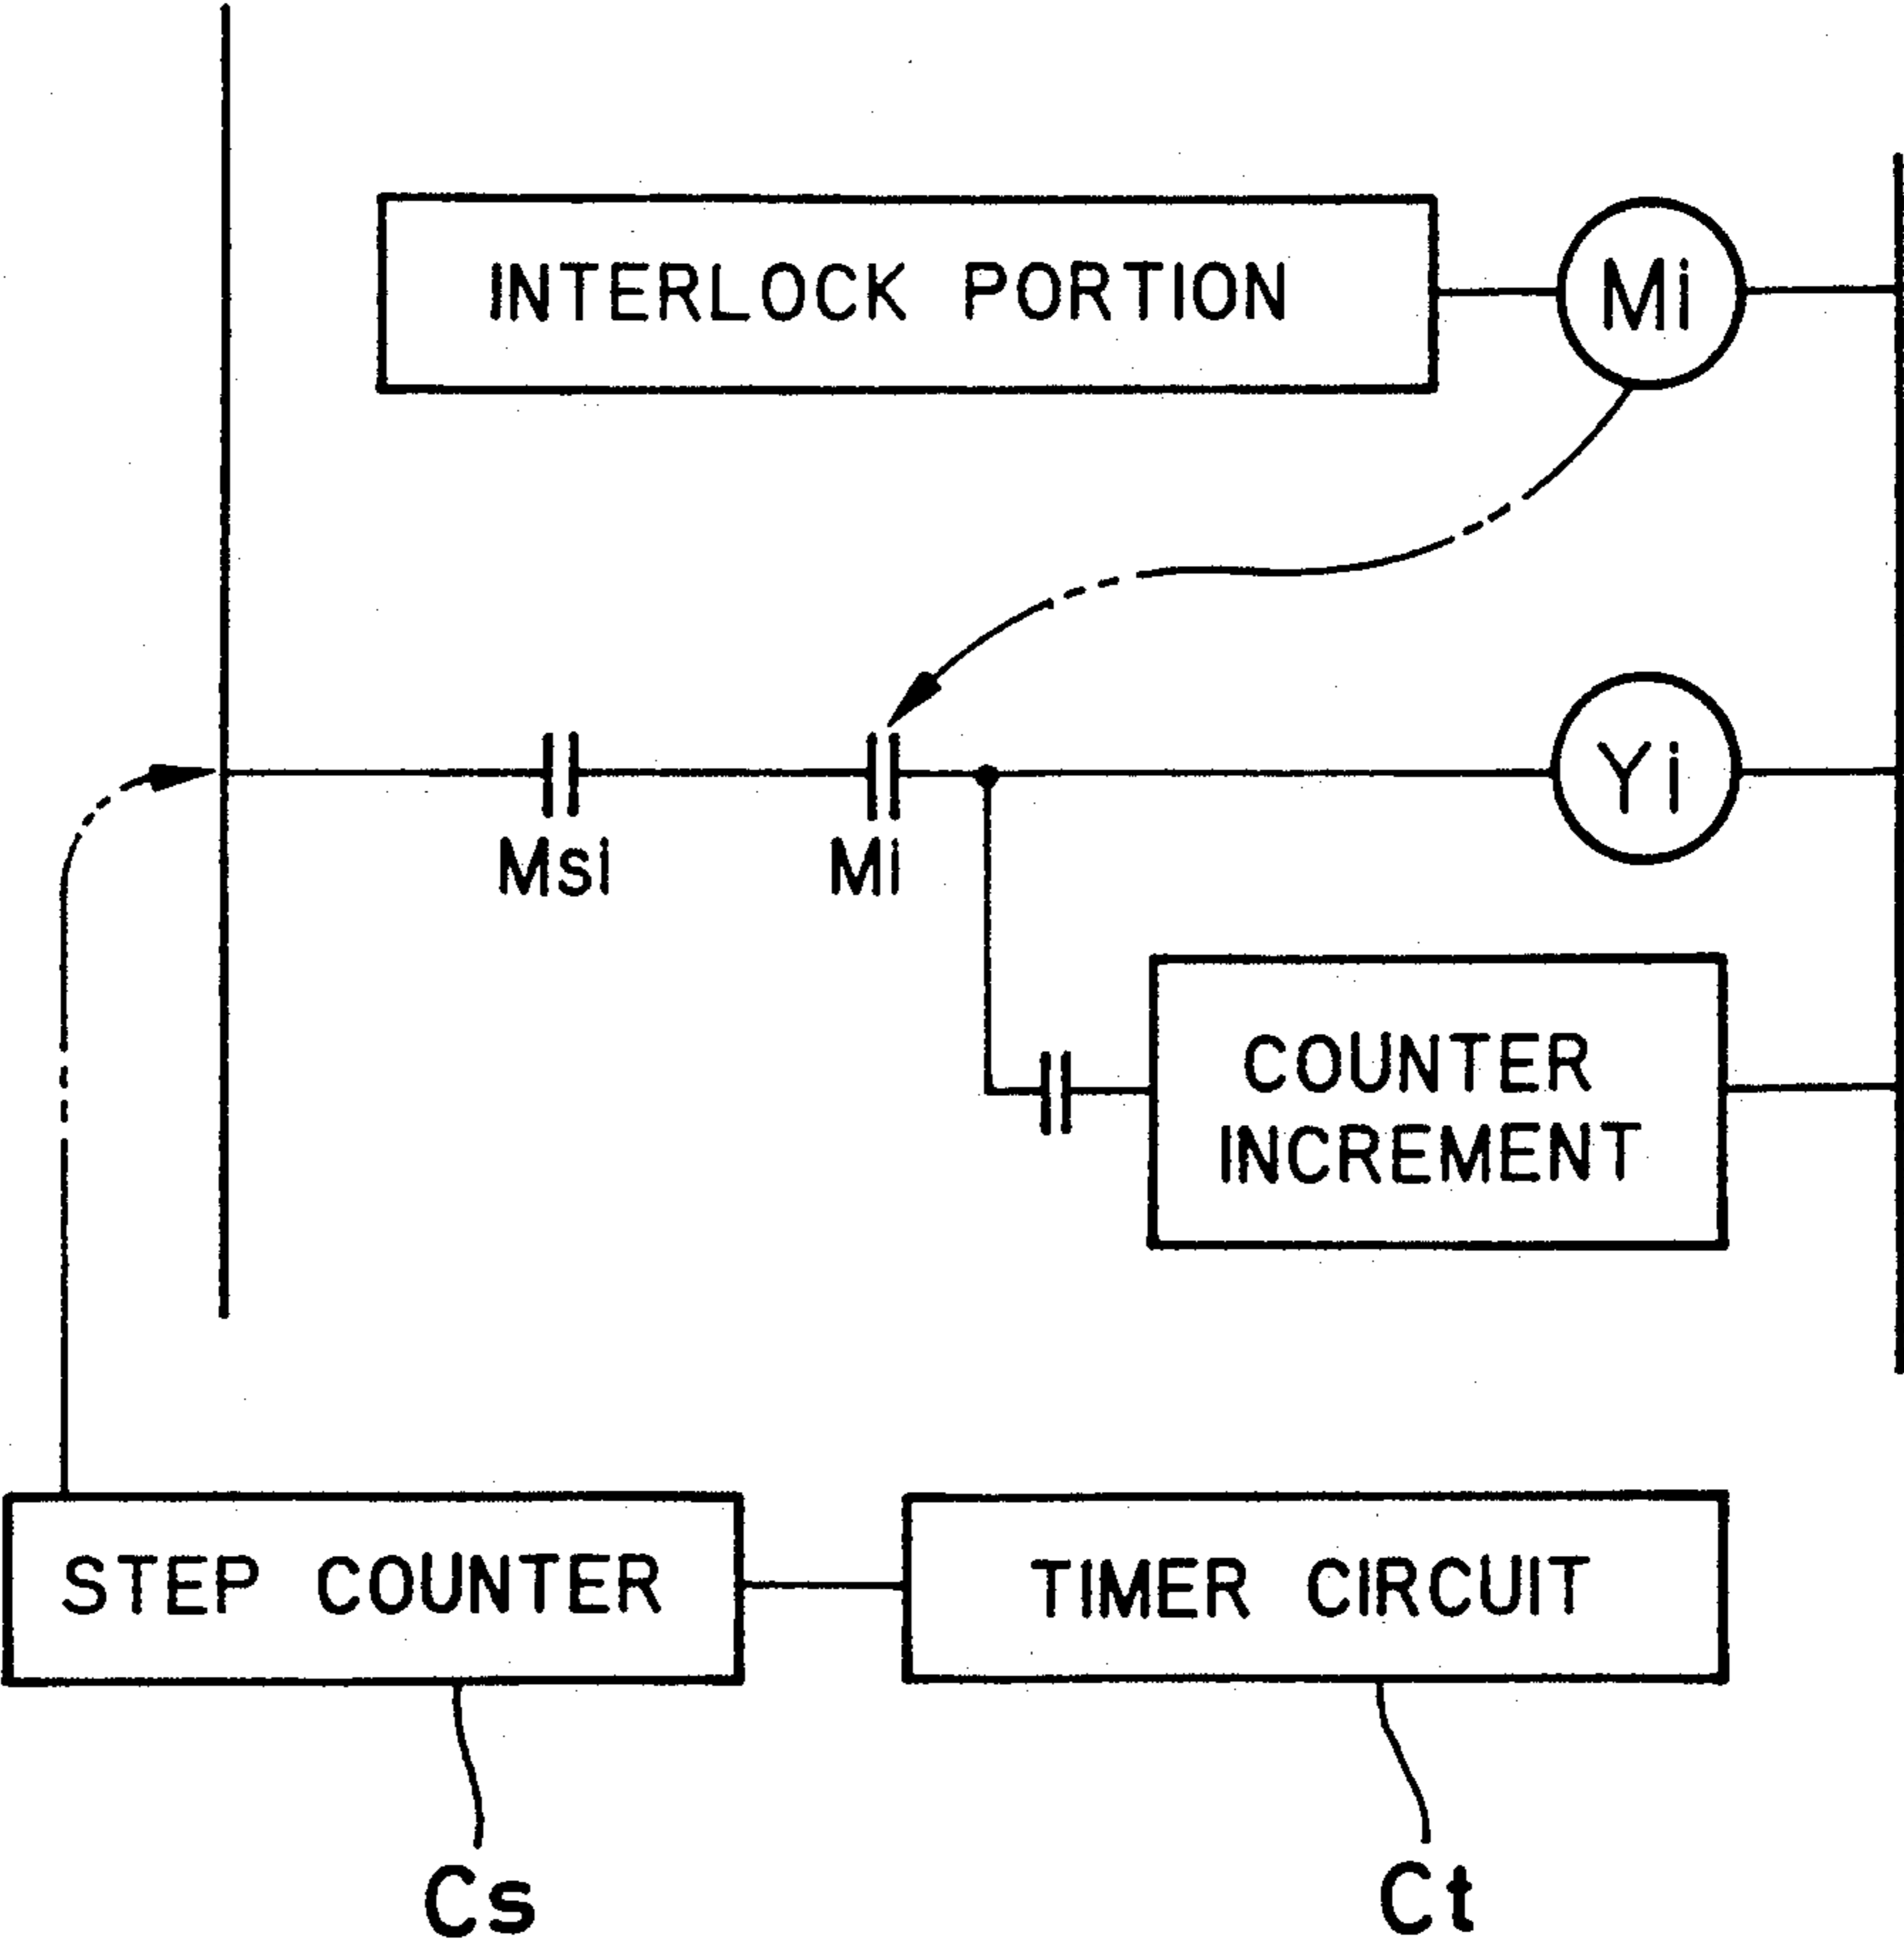 INTERLOCK PORTION
Mi
Yi
Msi
Mi
COUNTER
INCREMENT
STEP COUNTER
TIMER CIRCUIT
Cs
Ct